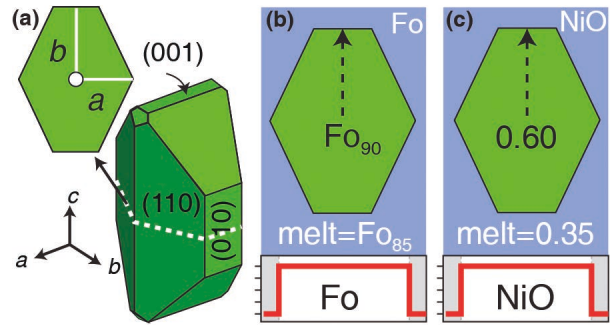 (a)
b
a
(001)
(110)
(010)
c
a
b
(b)
Fo
Fo₉₀
melt=Fo₈₅
Fo
(c)
NiO
0.60
melt=0.35
NiO